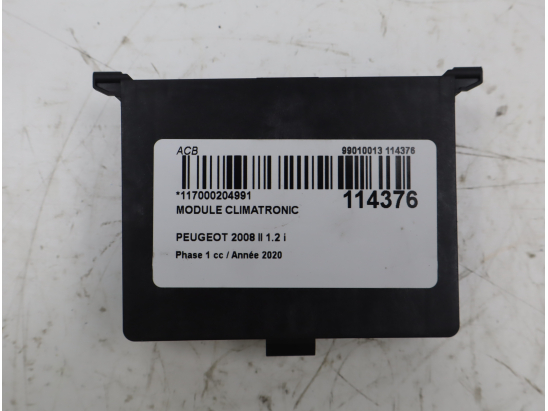 ACB 99010013 114376
*117000204991 114376
MODULE CLIMATRONIC
PEUGEOT 2008 II 1.2 i
Phase 1 cc / Année 2020